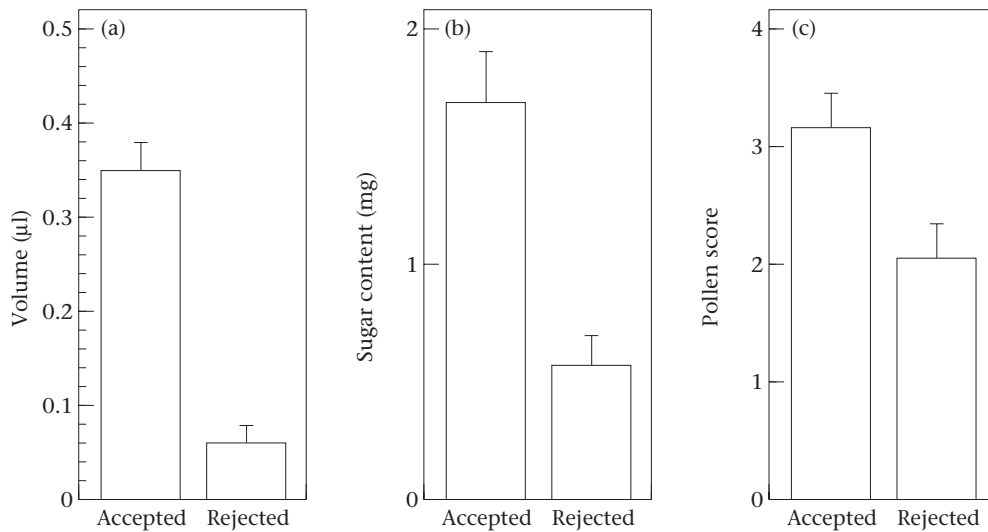 (a)
0.5
0.4
0.3
0.2
0.1
0
Volume (µl)
Accepted Rejected
(b)
2
1
0
Sugar content (mg)
Accepted Rejected
(c)
4
3
2
1
0
Pollen score
Accepted Rejected